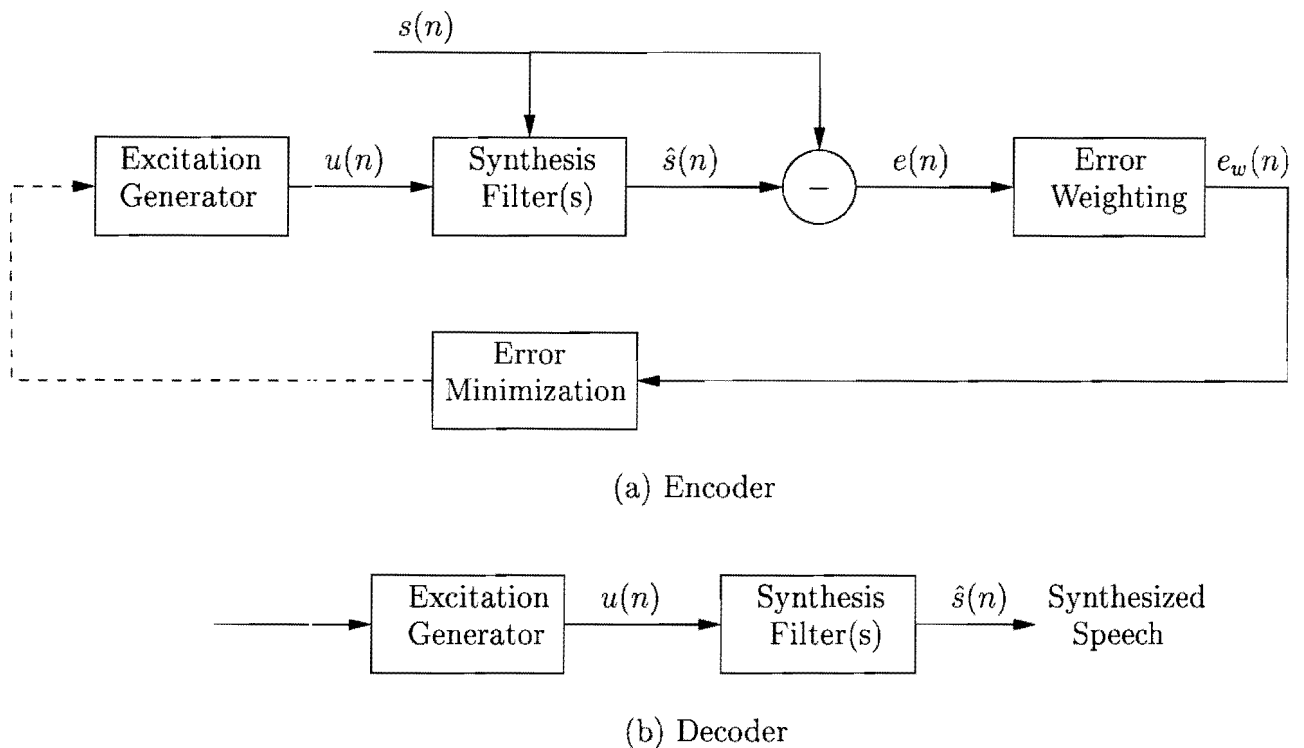 s(n)
Excitation
Generator
u(n)
Synthesis
Filter(s)
ŝ(n)
−
e(n)
Error
Weighting
e_w(n)
Error
Minimization
(a) Encoder
Excitation
Generator
u(n)
Synthesis
Filter(s)
ŝ(n)
Synthesized
Speech
(b) Decoder